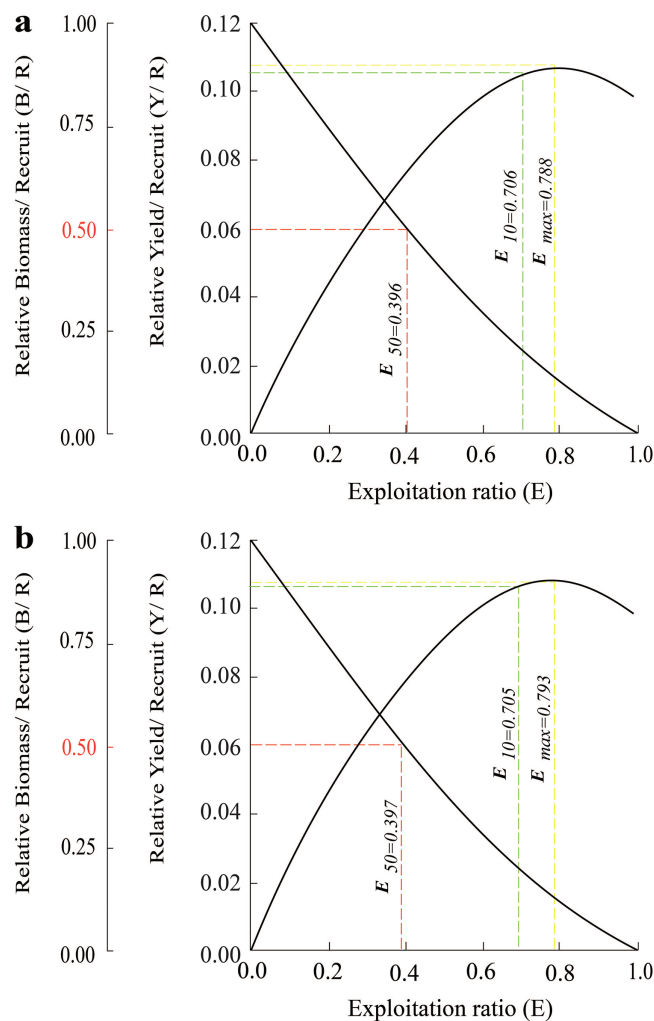 a
Relative Biomass/ Recruit (B/ R)
1.00
0.75
0.50
0.25
0.00
Relative Yield/ Recruit (Y/ R)
0.12
0.10
0.08
0.06
0.04
0.02
0.00
E 50=0.396
E 10=0.706
E max=0.788
0.0 0.2 0.4 0.6 0.8 1.0
Exploitation ratio (E)
b
Relative Biomass/ Recruit (B/ R)
1.00
0.75
0.50
0.25
0.00
Relative Yield/ Recruit (Y/ R)
0.12
0.10
0.08
0.06
0.04
0.02
0.00
E 50=0.397
E 10=0.705
E max=0.793
0.0 0.2 0.4 0.6 0.8 1.0
Exploitation ratio (E)